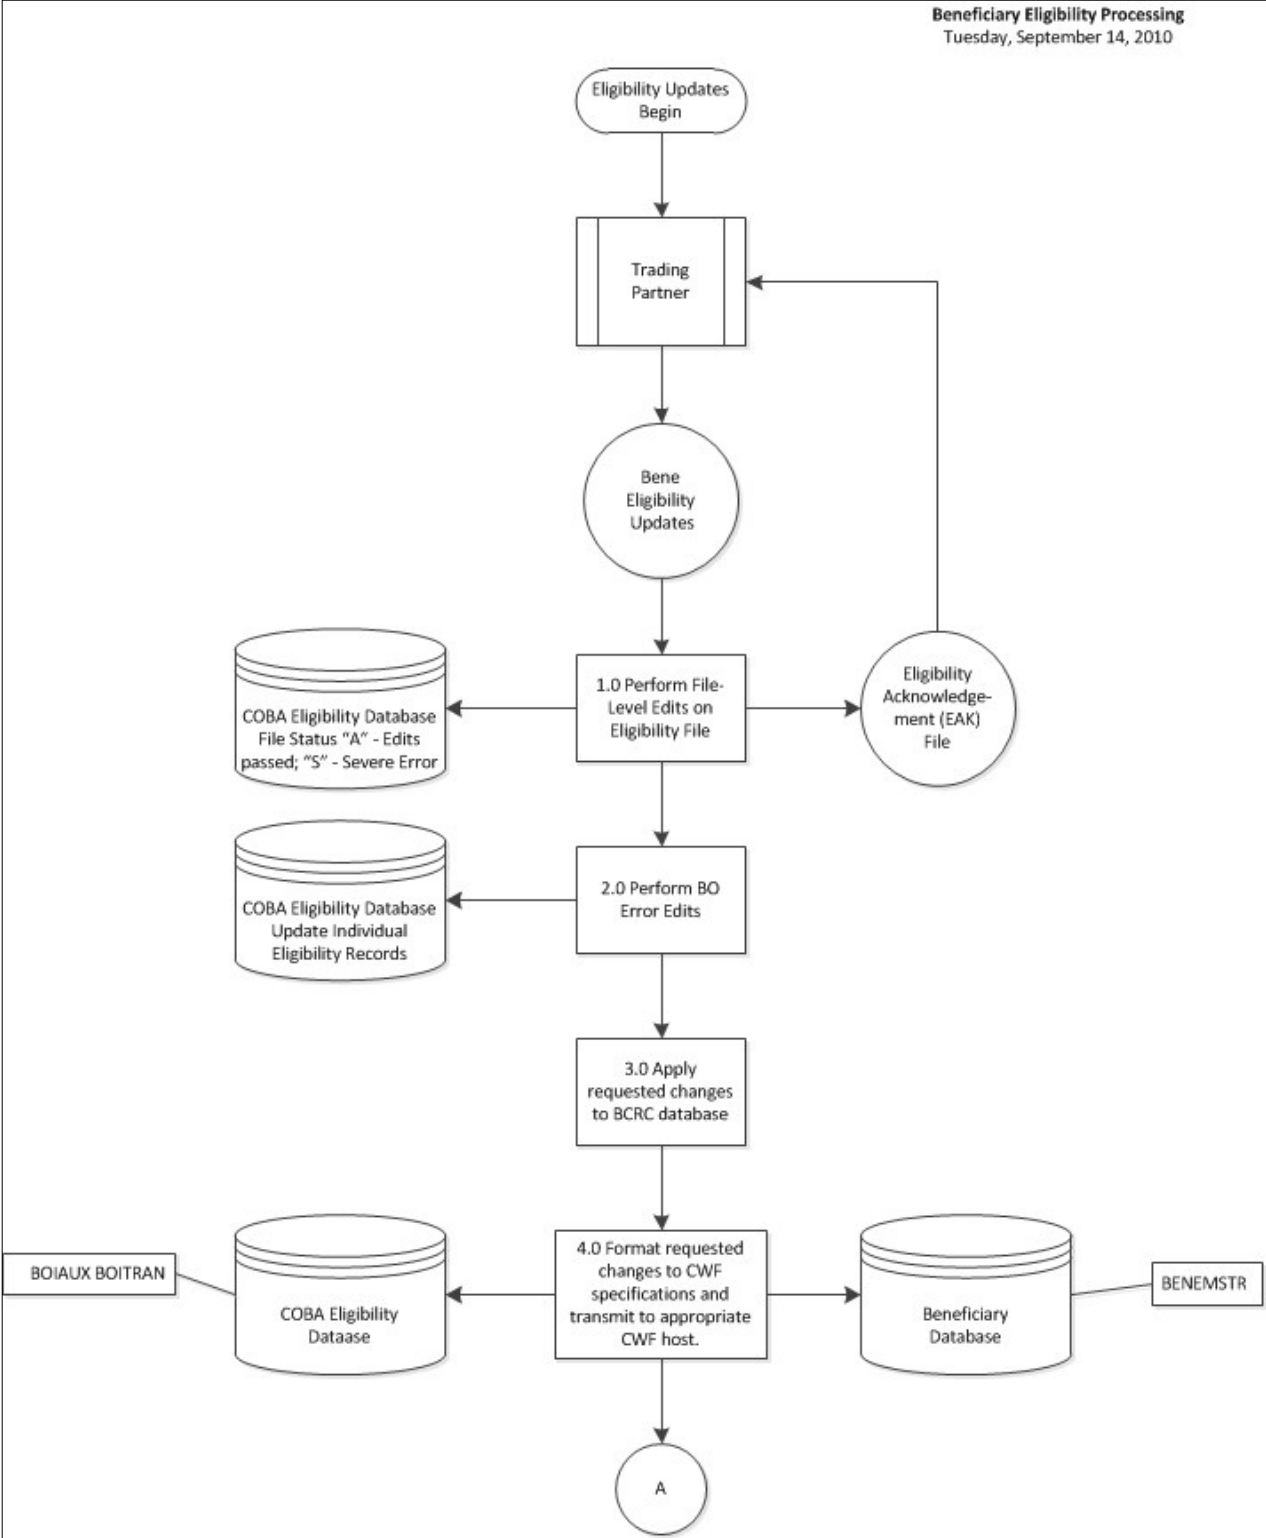 Beneficiary Eligibility Processing
Tuesday, September 14, 2010
Eligibility Updates
Begin
Trading
Partner
Bene
Eligibility
Updates
COBA Eligibility Database
File Status “A” - Edits
passed; “S” - Severe Error
1.0 Perform File-
Level Edits on
Eligibility File
Eligibility
Acknowledge-
ment (EAK)
File
COBA Eligibility Database
Update Individual
Eligibility Records
2.0 Perform BO
Error Edits
3.0 Apply
requested changes
to BCRC database
BOIAUX BOITRAN
COBA Eligibility
Dataase
4.0 Format requested
changes to CWF
specifications and
transmit to appropriate
CWF host.
Beneficiary
Database
BENEMSTR
A